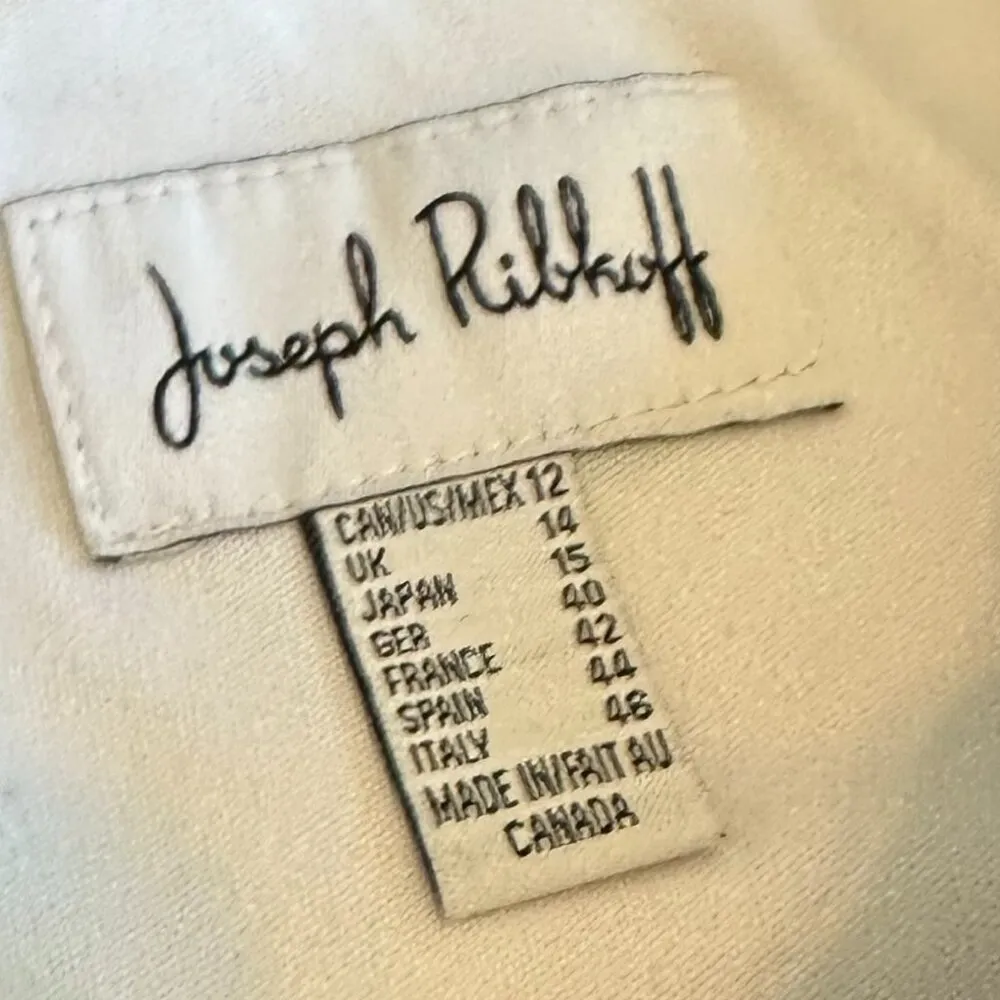 Joseph Ribkoff
CAN/US/MEX 12
UK 14
JAPAN 15
GER 40
FRANCE 42
SPAIN 44
ITALY 46
MADE IN/FAIT AU
CANADA